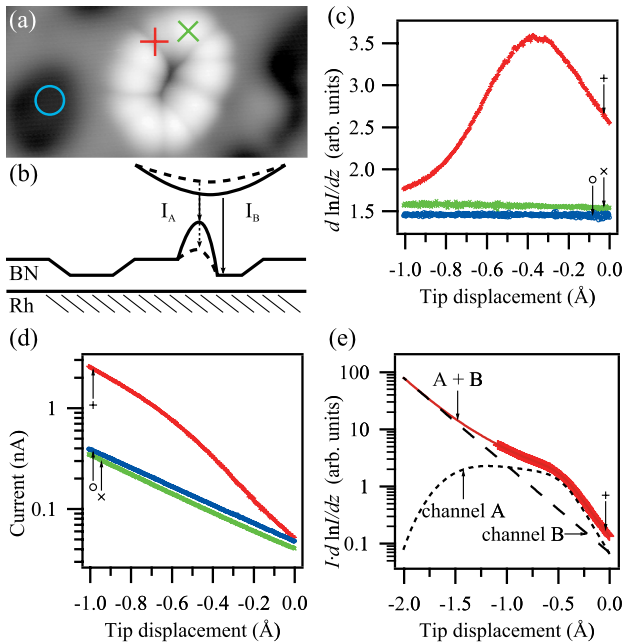 (a)
(b)
I_A
I_B
BN
Rh
(c)
d lnI/dz (arb. units)
3.5
3.0
2.5
2.0
1.5
+
○
×
-1.0 -0.8 -0.6 -0.4 -0.2 0.0
Tip displacement (Å)
(d)
Current (nA)
1
0.1
+
○
×
-1.0 -0.8 -0.6 -0.4 -0.2 0.0
Tip displacement (Å)
(e)
I·d lnI/dz (arb. units)
100
10
1
0.1
A + B
channel A
channel B
+
-2.0 -1.5 -1.0 -0.5 0.0
Tip displacement (Å)